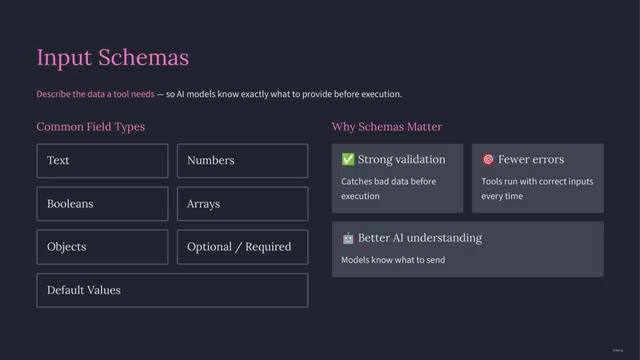 Input Schemas
Describe the data a tool needs — so AI models know exactly what to provide before execution.
Common Field Types
Text
Numbers
Booleans
Arrays
Objects
Optional / Required
Default Values
Why Schemas Matter
✅ Strong validation
Catches bad data before
execution
🎯 Fewer errors
Tools run with correct inputs
every time
🤖 Better AI understanding
Models know what to send